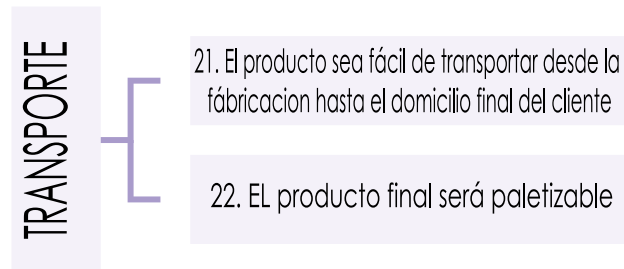 TRANSPORTE
21. El producto sea fácil de transportar desde la
fábricacion hasta el domicilio final del cliente
22. EL producto final será paletizable